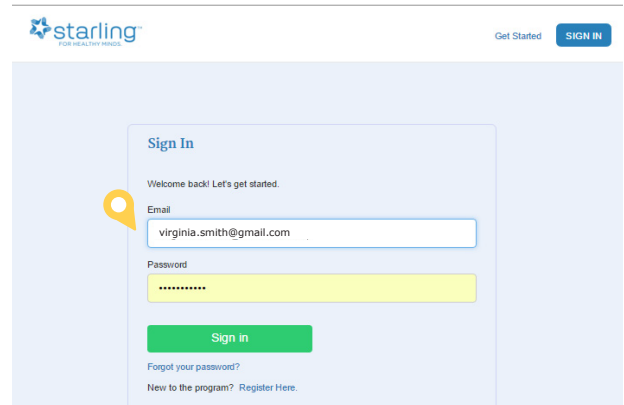 starling™
FOR HEALTHY MINDS.
Get Started
SIGN IN
Sign In
Welcome back! Let's get started.
Email
virginia.smith@gmail.com
Password
•••••••••••
Sign in
Forgot your password?
New to the program? Register Here.